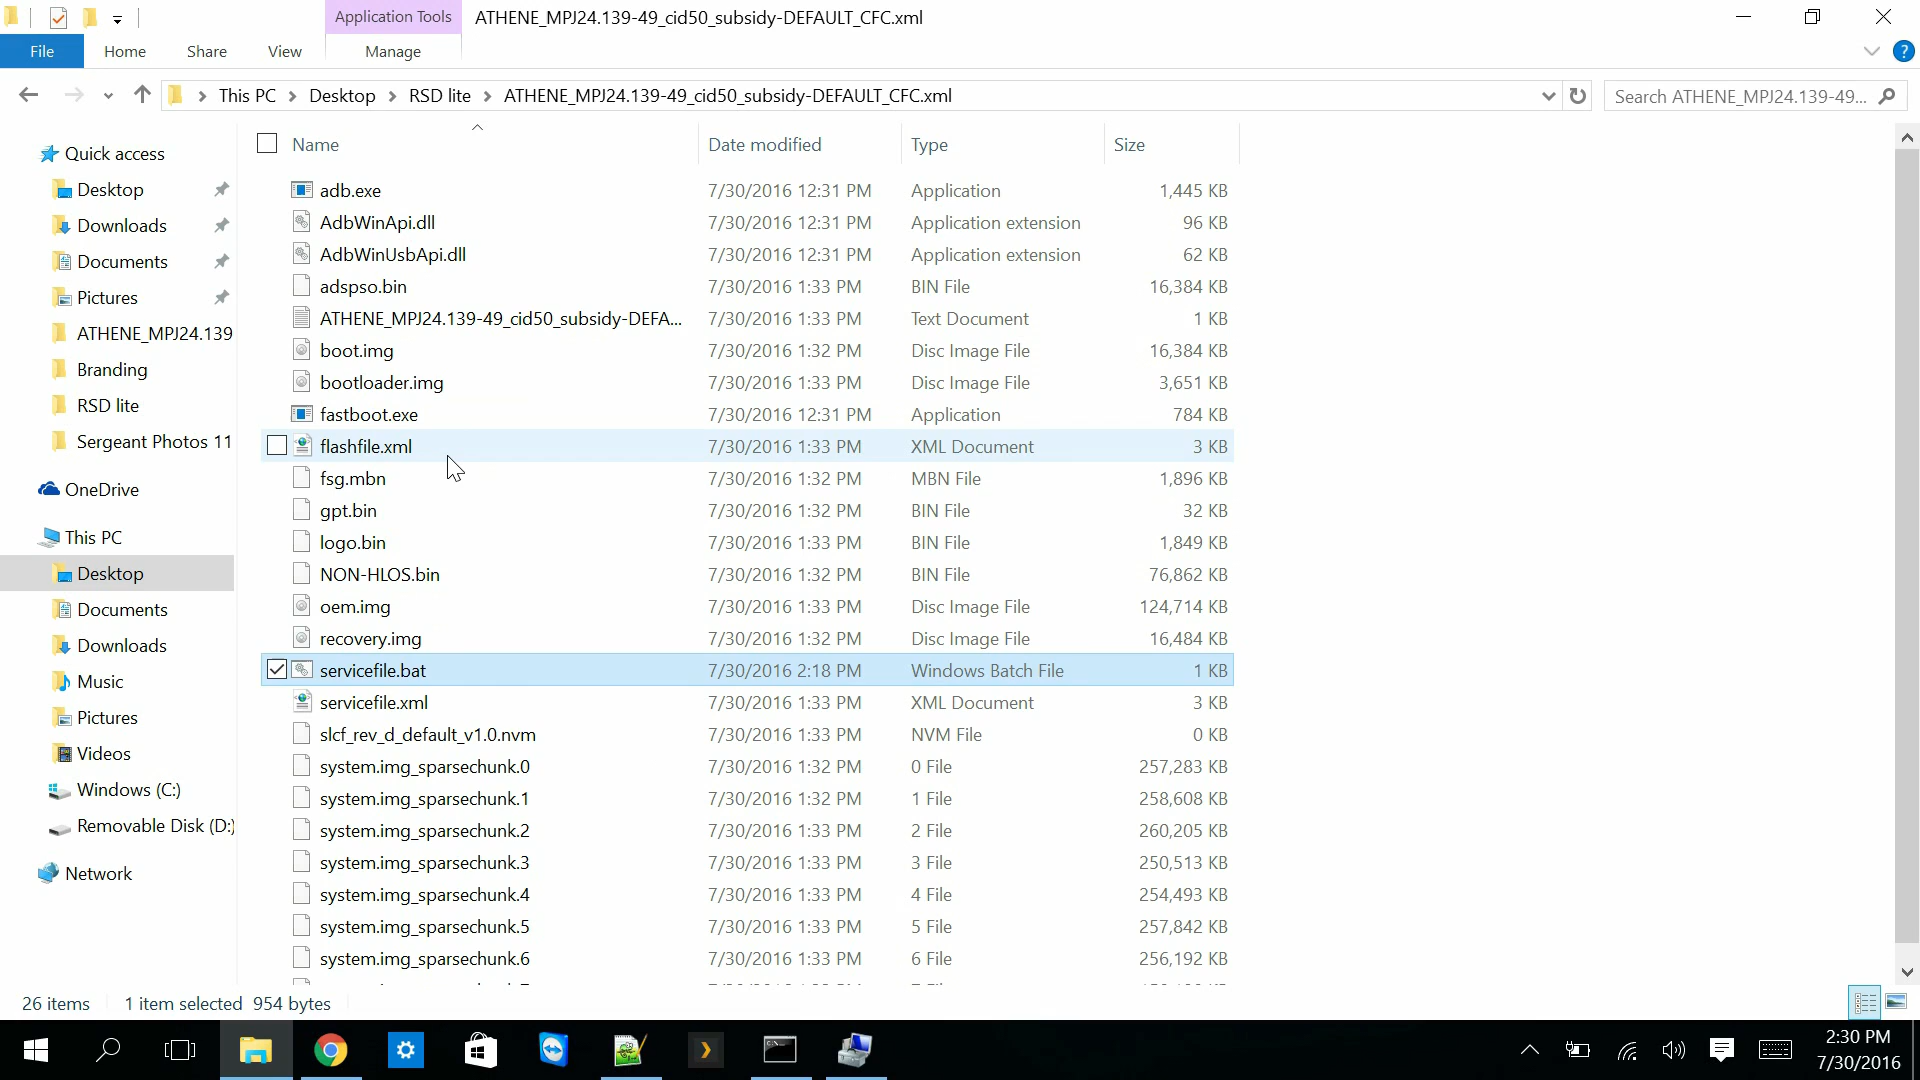 Application Tools
ATHENE_MPJ24.139-49_cid50_subsidy-DEFAULT_CFC.xml
File
Home
Share
View
Manage
?
This PC
Desktop
RSD lite
ATHENE_MPJ24.139-49_cid50_subsidy-DEFAULT_CFC.xml
Search ATHENE_MPJ24.139-49...
Quick access
Desktop
Downloads
Documents
Pictures
ATHENE_MPJ24.139
Branding
RSD lite
Sergeant Photos 11
OneDrive
This PC
Desktop
Documents
Downloads
Music
Pictures
Videos
Windows (C:)
Removable Disk (D:)
Network
Name Date modified Type Size
adb.exe 7/30/2016 12:31 PM Application 1,445 KB
AdbWinApi.dll 7/30/2016 12:31 PM Application extension 96 KB
AdbWinUsbApi.dll 7/30/2016 12:31 PM Application extension 62 KB
adspso.bin 7/30/2016 1:33 PM BIN File 16,384 KB
ATHENE_MPJ24.139-49_cid50_subsidy-DEFA... 7/30/2016 1:33 PM Text Document 1 KB
boot.img 7/30/2016 1:32 PM Disc Image File 16,384 KB
bootloader.img 7/30/2016 1:33 PM Disc Image File 3,651 KB
fastboot.exe 7/30/2016 12:31 PM Application 784 KB
flashfile.xml 7/30/2016 1:33 PM XML Document 3 KB
fsg.mbn 7/30/2016 1:32 PM MBN File 1,896 KB
gpt.bin 7/30/2016 1:32 PM BIN File 32 KB
logo.bin 7/30/2016 1:33 PM BIN File 1,849 KB
NON-HLOS.bin 7/30/2016 1:32 PM BIN File 76,862 KB
oem.img 7/30/2016 1:33 PM Disc Image File 124,714 KB
recovery.img 7/30/2016 1:32 PM Disc Image File 16,484 KB
servicefile.bat 7/30/2016 2:18 PM Windows Batch File 1 KB
servicefile.xml 7/30/2016 1:33 PM XML Document 3 KB
slcf_rev_d_default_v1.0.nvm 7/30/2016 1:33 PM NVM File 0 KB
system.img_sparsechunk.0 7/30/2016 1:32 PM 0 File 257,283 KB
system.img_sparsechunk.1 7/30/2016 1:32 PM 1 File 258,608 KB
system.img_sparsechunk.2 7/30/2016 1:33 PM 2 File 260,205 KB
system.img_sparsechunk.3 7/30/2016 1:33 PM 3 File 250,513 KB
system.img_sparsechunk.4 7/30/2016 1:33 PM 4 File 254,493 KB
system.img_sparsechunk.5 7/30/2016 1:33 PM 5 File 257,842 KB
system.img_sparsechunk.6 7/30/2016 1:33 PM 6 File 256,192 KB
26 items 1 item selected 954 bytes
2:30 PM
7/30/2016